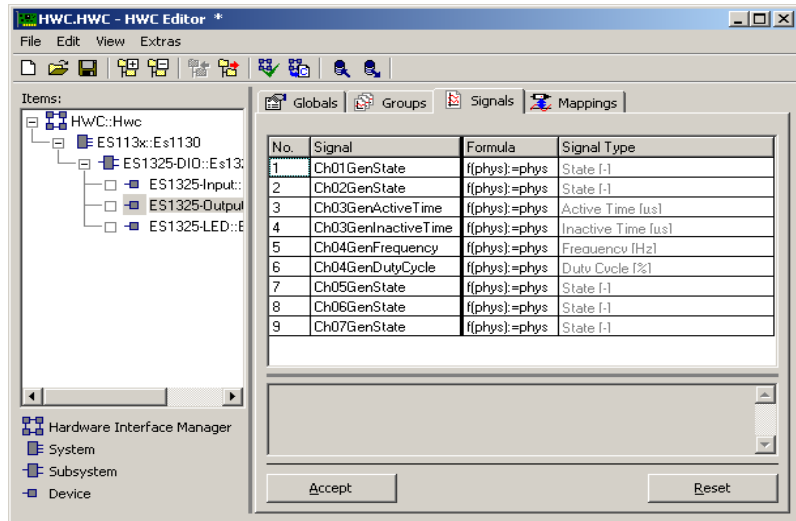 HWC.HWC - HWC Editor *
File Edit View Extras
Items:
HWC::Hwc
ES113x::Es1130
ES1325-DIO::Es13
ES1325-Input::
ES1325-Output
ES1325-LED::E
Hardware Interface Manager
System
Subsystem
Device
Globals Groups Signals Mappings
No. Signal Formula Signal Type
1 Ch01GenState f(phys):=phys State [-]
2 Ch02GenState f(phys):=phys State [-]
3 Ch03GenActiveTime f(phys):=phys Active Time [µs]
4 Ch03GenInactiveTime f(phys):=phys Inactive Time [µs]
5 Ch04GenFrequency f(phys):=phys Frequency [Hz]
6 Ch04GenDutyCycle f(phys):=phys Duty Cycle [%]
7 Ch05GenState f(phys):=phys State [-]
8 Ch06GenState f(phys):=phys State [-]
9 Ch07GenState f(phys):=phys State [-]
Accept Reset